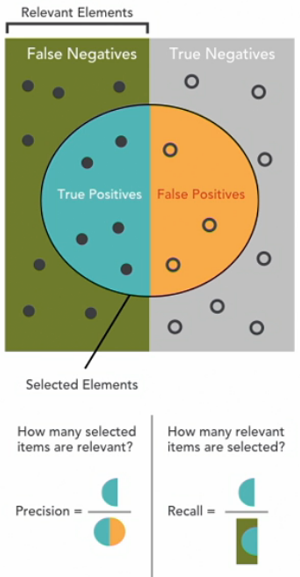 Relevant Elements
False Negatives
True Negatives
True Positives
False Positives
Selected Elements
How many selected
items are relevant?
Precision =
How many relevant
items are selected?
Recall =